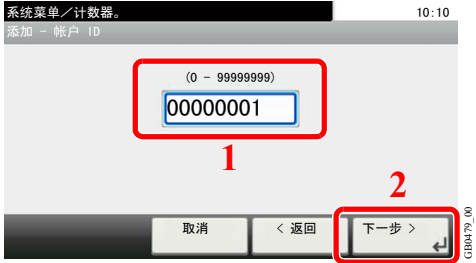 系统菜单／计数器。
10:10
添加 - 帐户 ID
(0 - 99999999)
00000001
1
2
取消
< 返回
下一步 >
GB0479_00